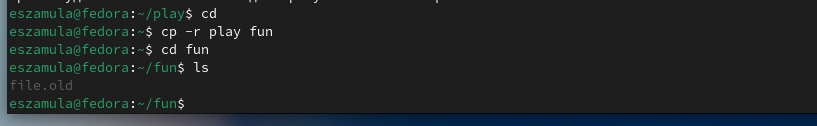 eszamula@fedora:~/play$ cd
eszamula@fedora:~$ cp -r play fun
eszamula@fedora:~$ cd fun
eszamula@fedora:~/fun$ ls
file.old
eszamula@fedora:~/fun$